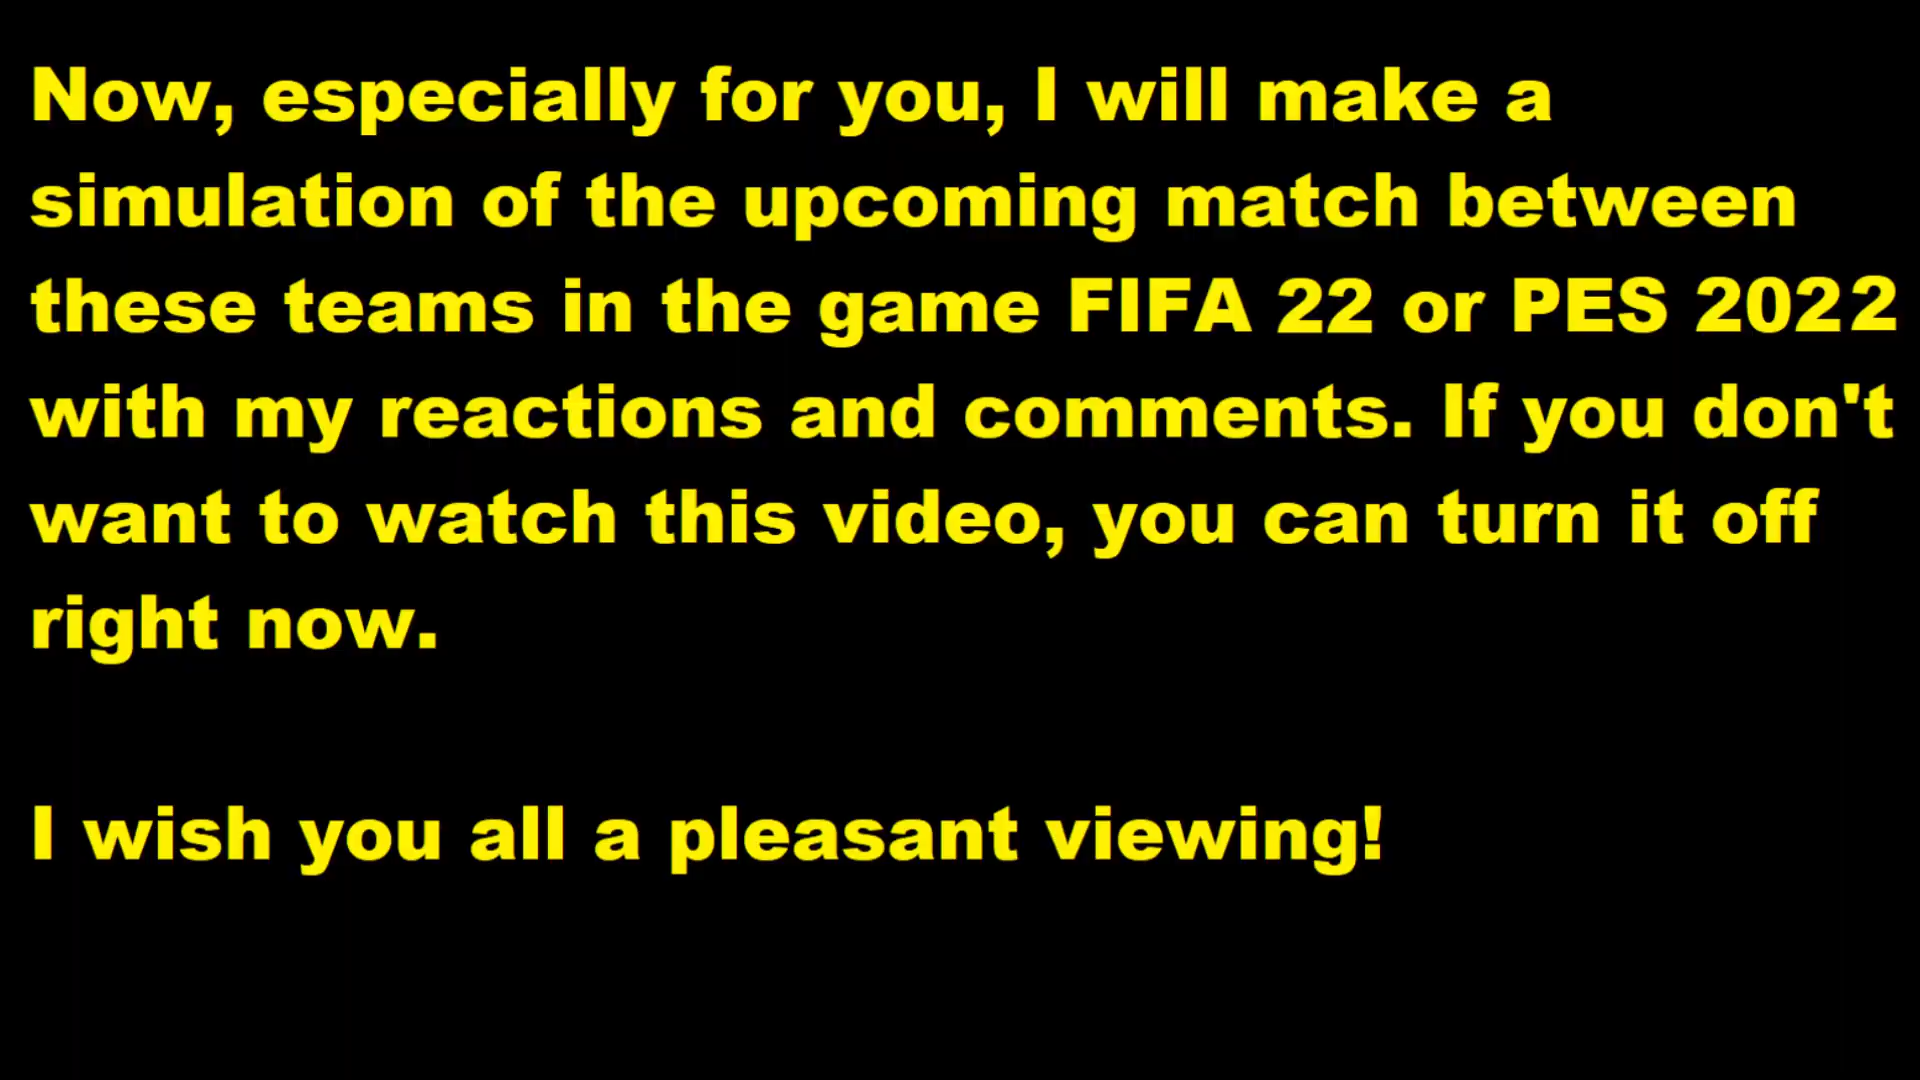 Now, especially for you, I will make a
simulation of the upcoming match between
these teams in the game FIFA 22 or PES 2022
with my reactions and comments. If you don't
want to watch this video, you can turn it off
right now.
I wish you all a pleasant viewing!